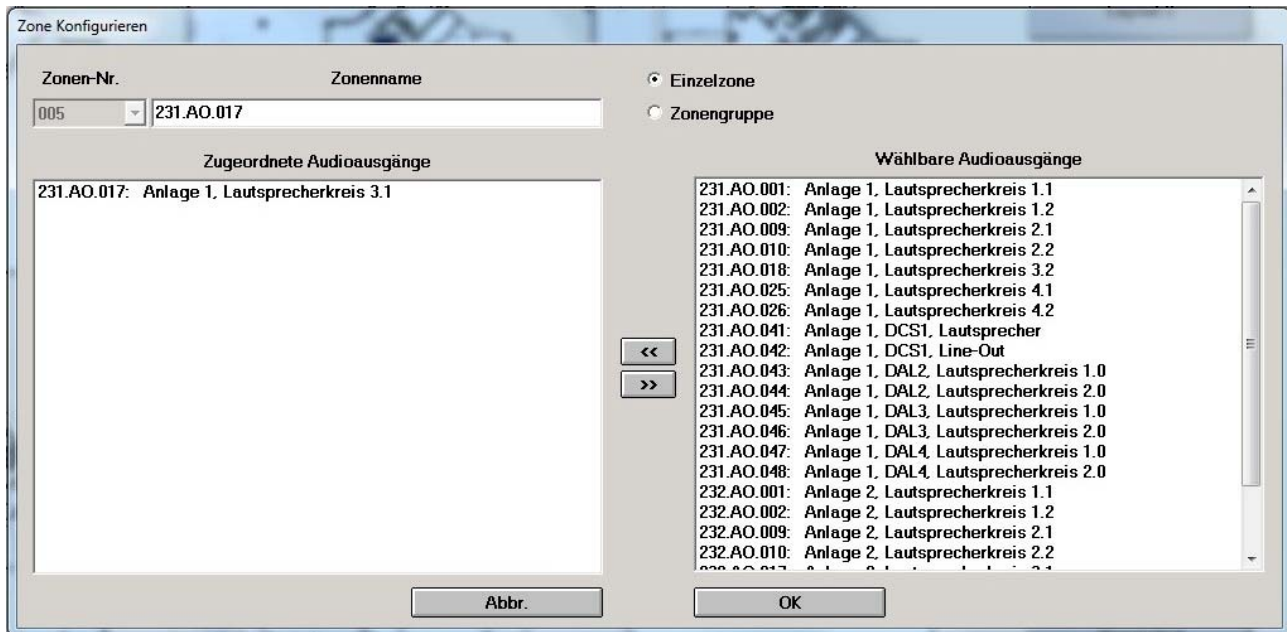 Zone Konfigurieren
Zonen-Nr. Zonenname
Einzelzone
005 231.AO.017
Zonengruppe
Zugeordnete Audioausgänge
231.AO.017: Anlage 1, Lautsprecherkreis 3.1
Wählbare Audioausgänge
231.AO.001: Anlage 1, Lautsprecherkreis 1.1
231.AO.002: Anlage 1, Lautsprecherkreis 1.2
231.AO.009: Anlage 1, Lautsprecherkreis 2.1
231.AO.010: Anlage 1, Lautsprecherkreis 2.2
231.AO.018: Anlage 1, Lautsprecherkreis 3.2
231.AO.025: Anlage 1, Lautsprecherkreis 4.1
231.AO.026: Anlage 1, Lautsprecherkreis 4.2
231.AO.041: Anlage 1, DCS1, Lautsprecher
231.AO.042: Anlage 1, DCS1, Line-Out
231.AO.043: Anlage 1, DAL2, Lautsprecherkreis 1.0
231.AO.044: Anlage 1, DAL2, Lautsprecherkreis 2.0
231.AO.045: Anlage 1, DAL3, Lautsprecherkreis 1.0
231.AO.046: Anlage 1, DAL3, Lautsprecherkreis 2.0
231.AO.047: Anlage 1, DAL4, Lautsprecherkreis 1.0
231.AO.048: Anlage 1, DAL4, Lautsprecherkreis 2.0
232.AO.001: Anlage 2, Lautsprecherkreis 1.1
232.AO.002: Anlage 2, Lautsprecherkreis 1.2
232.AO.009: Anlage 2, Lautsprecherkreis 2.1
232.AO.010: Anlage 2, Lautsprecherkreis 2.2
<<
>>
Abbr.
OK